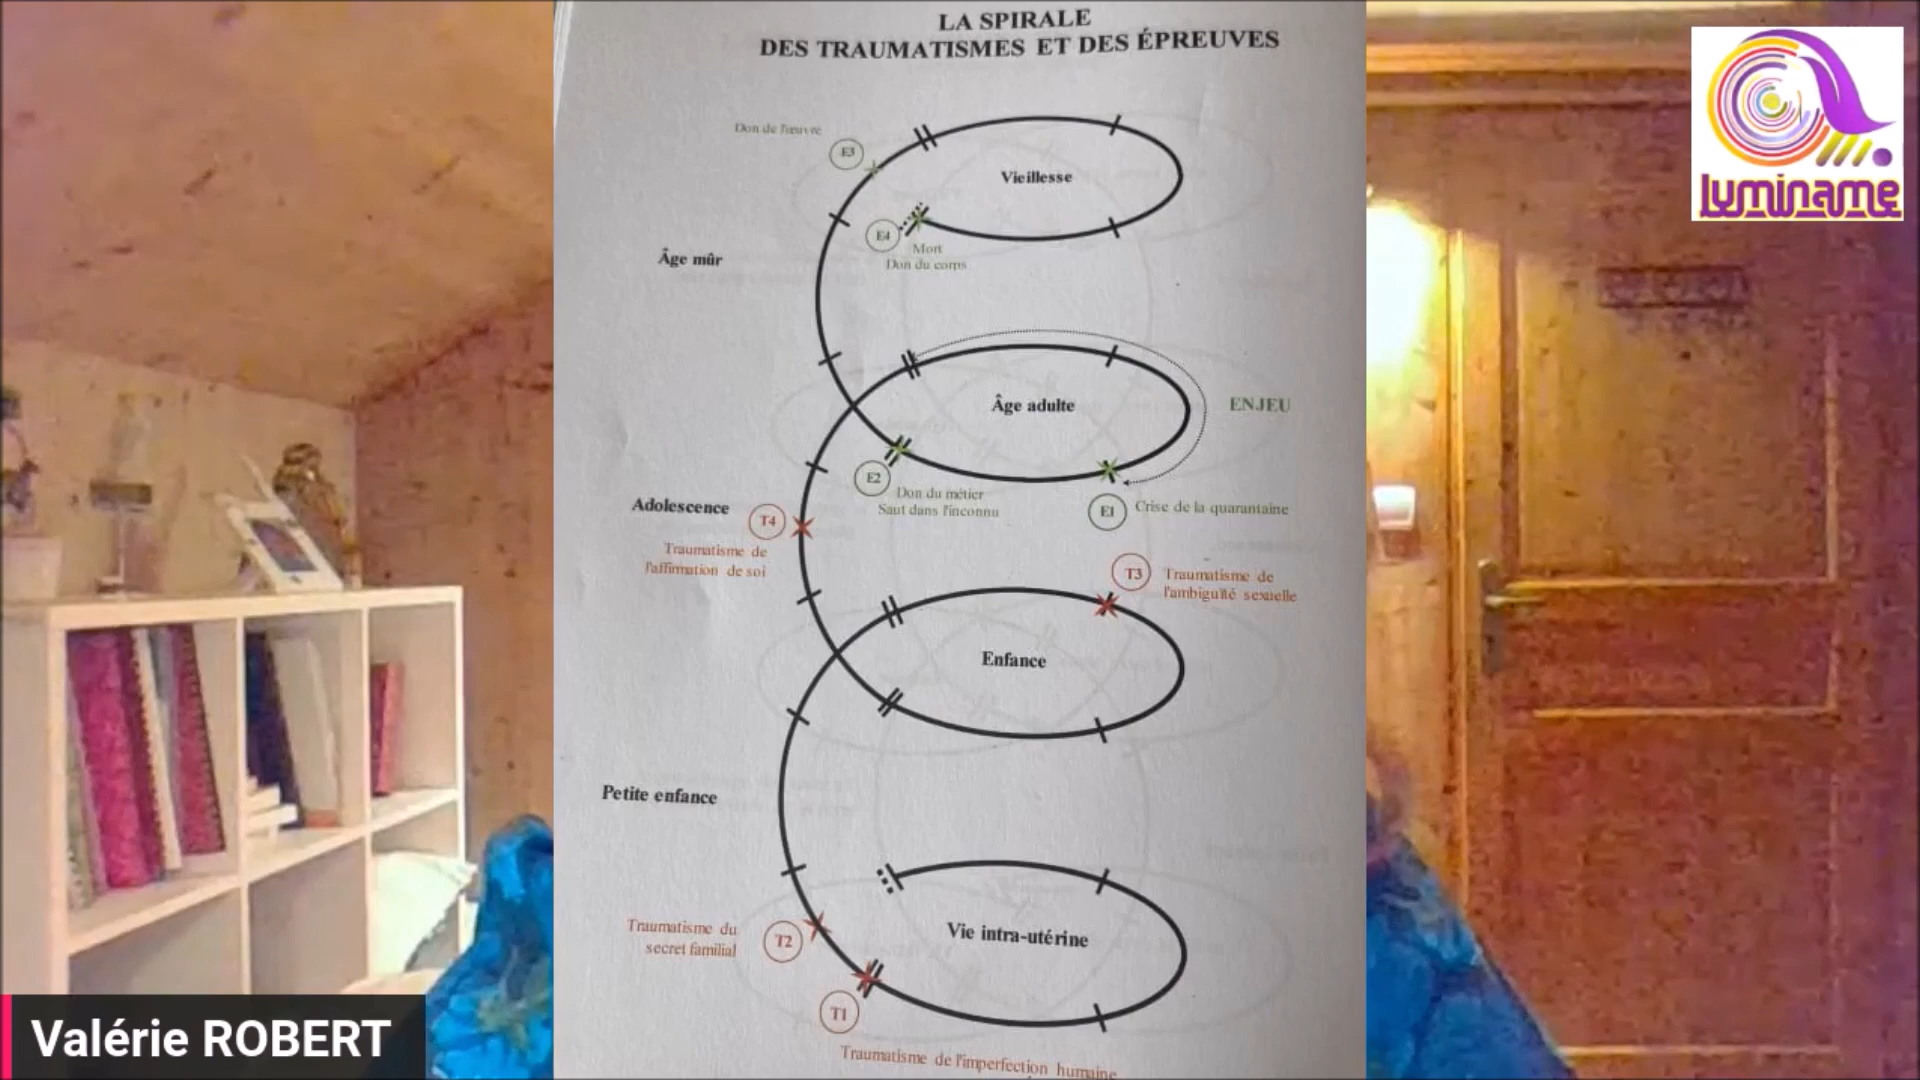 LA SPIRALE
DES TRAUMATISMES ET DES ÉPREUVES
luminame
Don de l'œuvre
E3
Vieillesse
E4
Mort
Don du corps
Âge mûr
Âge adulte
ENJEU
E2
Don du métier
Saut dans l'inconnu
E1
Crise de la quarantaine
Adolescence
T4
Traumatisme de
l'affirmation de soi
T3
Traumatisme de
l'ambiguïté sexuelle
Enfance
Petite enfance
Traumatisme du
secret familial
T2
Vie intra-utérine
T1
Traumatisme de l'imperfection humaine
Valérie ROBERT